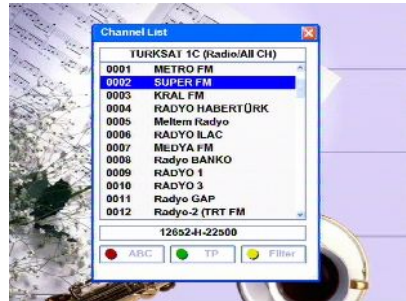 Channel List
TURKSAT 1C (Radio/All CH)
0001 METRO FM
0002 SUPER FM
0003 KRAL FM
0004 RADYO HABERTÜRK
0005 Meltem Radyo
0006 RADYO ILAC
0007 MEDYA FM
0008 Radyo BANKO
0009 RADYO 1
0010 RADYO 3
0011 Radyo GAP
0012 Radyo-2 (TRT FM
12652-H-22500
ABC TP Filter